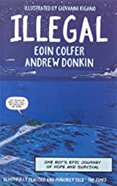 ILLUSTRATED BY GIOVANNI RIGANO
ILLEGAL
EOIN COLFER
ANDREW DONKIN
ONE BOY'S EPIC JOURNEY
OF HOPE AND SURVIVAL